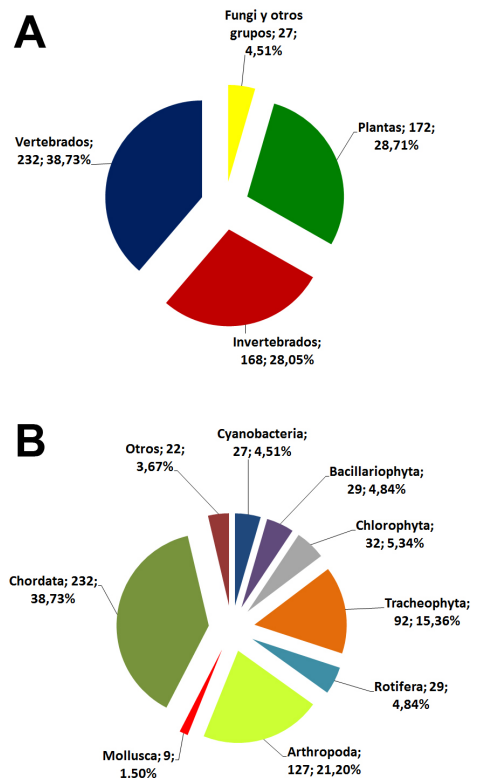 A
Fungi y otros
grupos; 27;
4,51%
Plantas; 172;
28,71%
Vertebrados;
232; 38,73%
Invertebrados;
168; 28,05%
B
Cyanobacteria;
27; 4,51%
Otros; 22;
3,67%
Bacillariophyta;
29; 4,84%
Chlorophyta;
32; 5,34%
Chordata; 232;
38,73%
Tracheophyta;
92; 15,36%
Rotifera; 29;
4,84%
Mollusca; 9;
1.50%
Arthropoda;
127; 21,20%